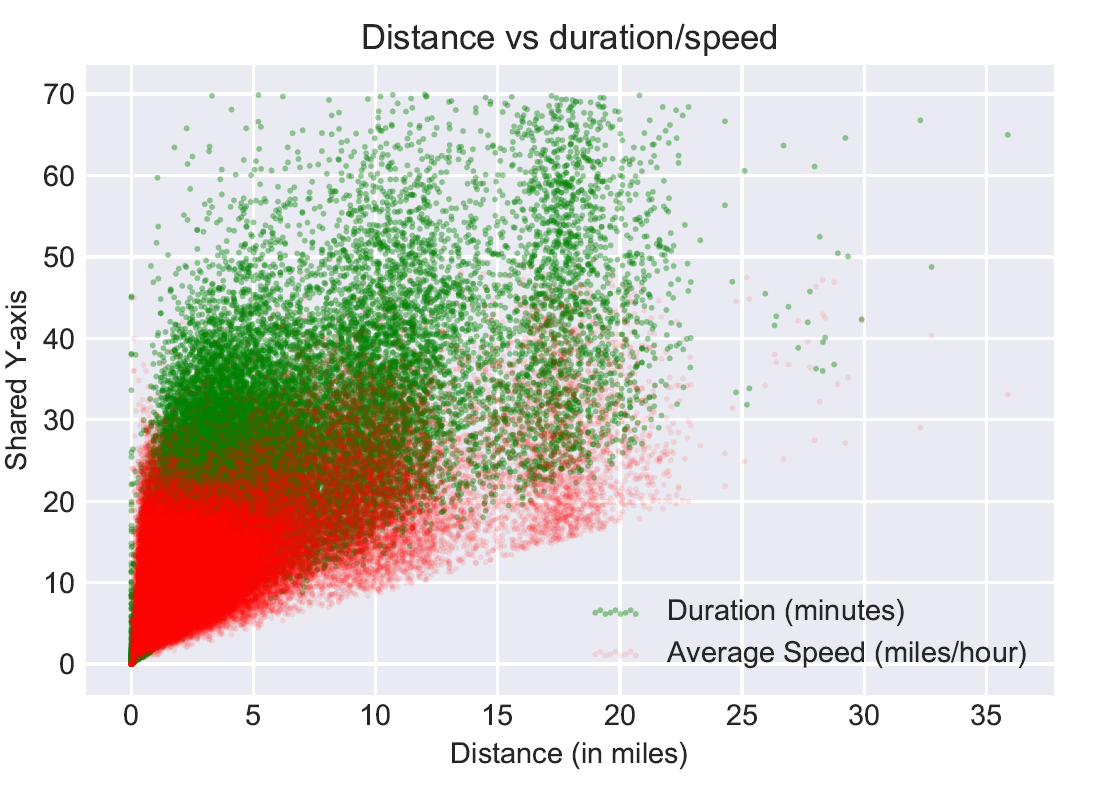 Distance vs duration/speed
70
60
50
40
30
20
10
0
Shared Y-axis
Duration (minutes)
Average Speed (miles/hour)
0 5 10 15 20 25 30 35
Distance (in miles)